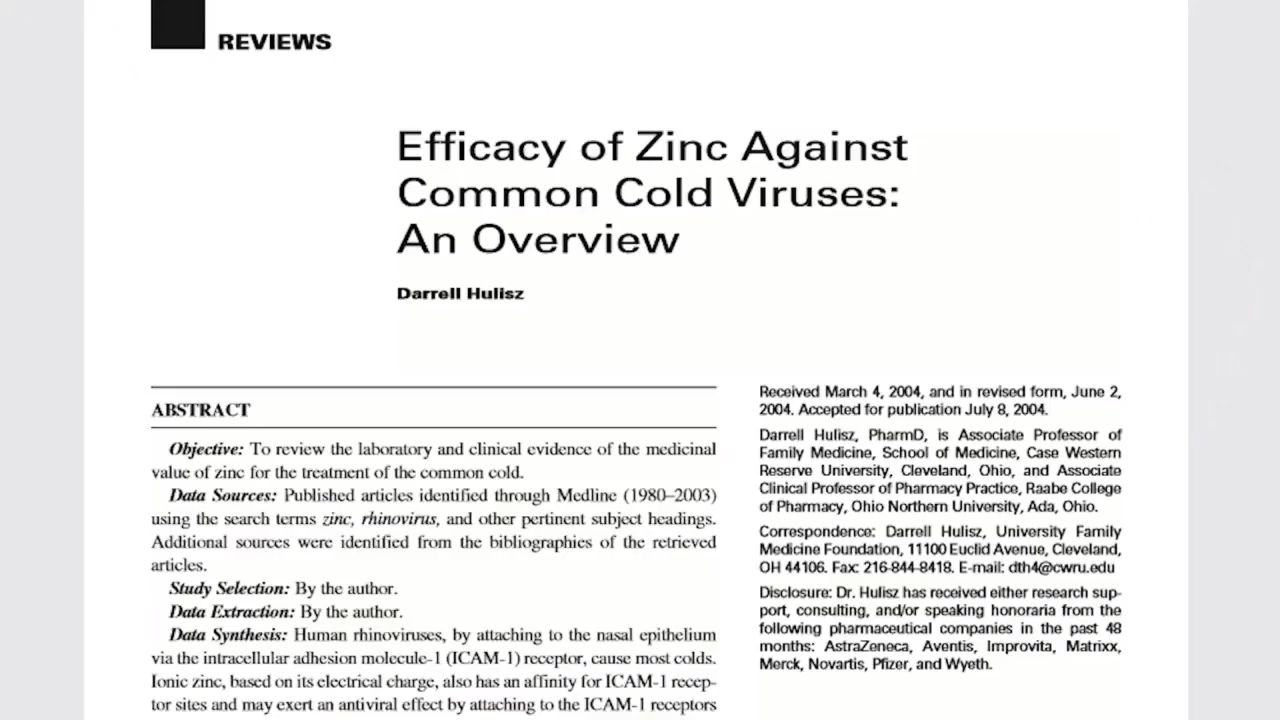 REVIEWS
Efficacy of Zinc Against
Common Cold Viruses:
An Overview
Darrell Hulisz
ABSTRACT
Objective: To review the laboratory and clinical evidence of the medicinal
value of zinc for the treatment of the common cold.
Data Sources: Published articles identified through Medline (1980–2003)
using the search terms zinc, rhinovirus, and other pertinent subject headings.
Additional sources were identified from the bibliographies of the retrieved
articles.
Study Selection: By the author.
Data Extraction: By the author.
Data Synthesis: Human rhinoviruses, by attaching to the nasal epithelium
via the intracellular adhesion molecule-1 (ICAM-1) receptor, cause most colds.
Ionic zinc, based on its electrical charge, also has an affinity for ICAM-1 recep-
tor sites and may exert an antiviral effect by attaching to the ICAM-1 receptors
Received March 4, 2004, and in revised form, June 2,
2004. Accepted for publication July 8, 2004.
Darrell Hulisz, PharmD, is Associate Professor of
Family Medicine, School of Medicine, Case Western
Reserve University, Cleveland, Ohio, and Associate
Clinical Professor of Pharmacy Practice, Raabe College
of Pharmacy, Ohio Northern University, Ada, Ohio.
Correspondence: Darrell Hulisz, University Family
Medicine Foundation, 11100 Euclid Avenue, Cleveland,
OH 44106. Fax: 216-844-8418. E-mail: dth4@cwru.edu
Disclosure: Dr. Hulisz has received either research sup-
port, consulting, and/or speaking honoraria from the
following pharmaceutical companies in the past 48
months: AstraZeneca, Aventis, Improvita, Matrixx,
Merck, Novartis, Pfizer, and Wyeth.